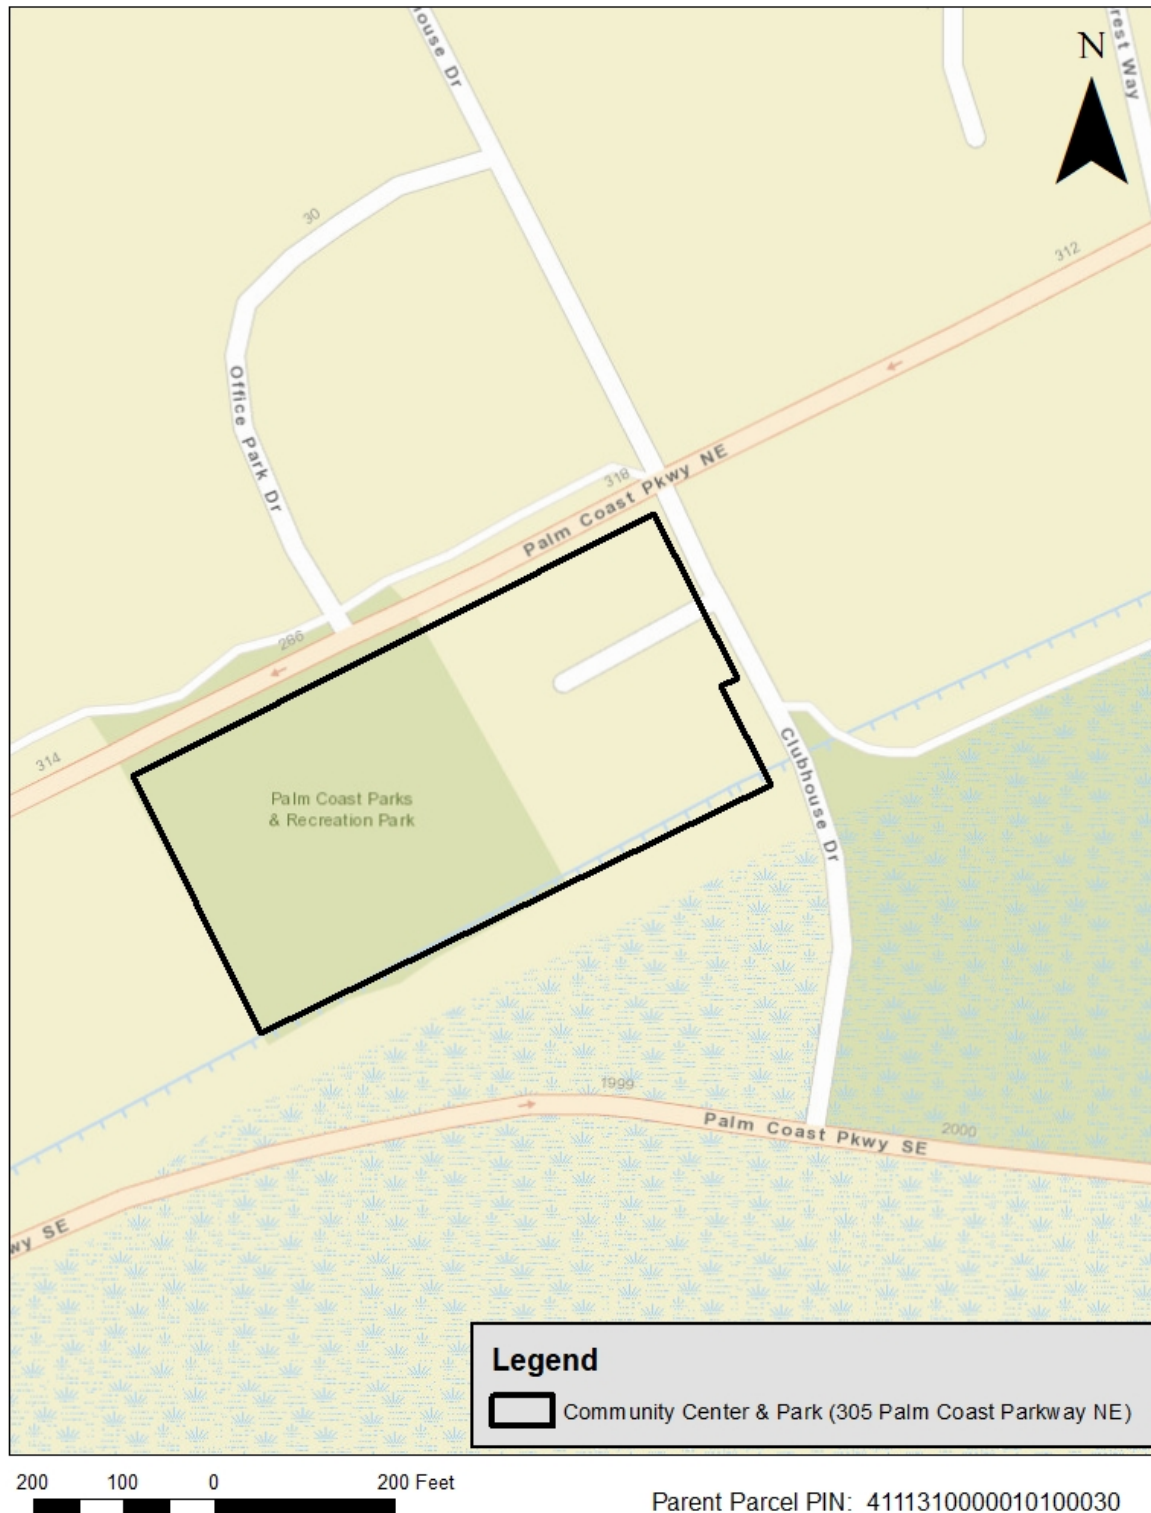 ouse Dr
rest Way
N
30
312
Office Park Dr
318
Palm Coast Pkwy NE
286
314
Palm Coast Parks
& Recreation Park
Clubhouse Dr
1999
Palm Coast Pkwy SE
2000
wy SE
Legend
Community Center & Park (305 Palm Coast Parkway NE)
200 100 0 200 Feet
Parent Parcel PIN: 4111310000010100030